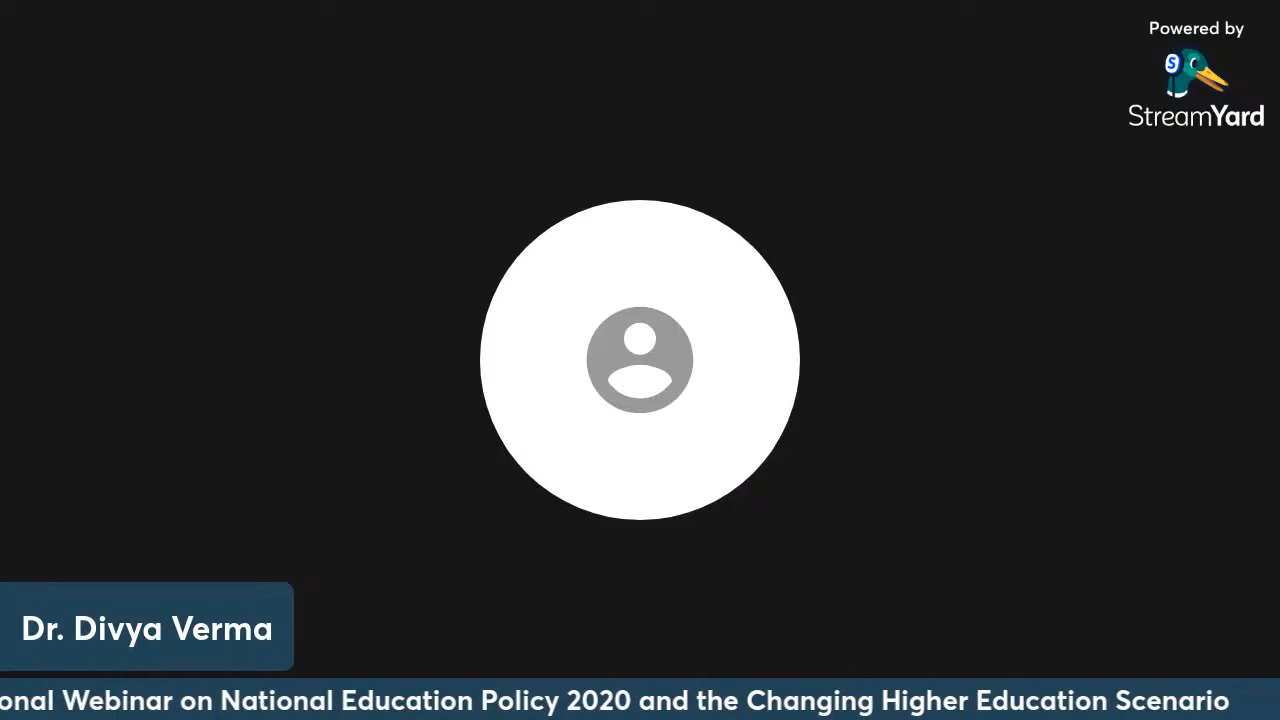 Powered by
S
StreamYard
Dr. Divya Verma
onal Webinar on National Education Policy 2020 and the Changing Higher Education Scenario